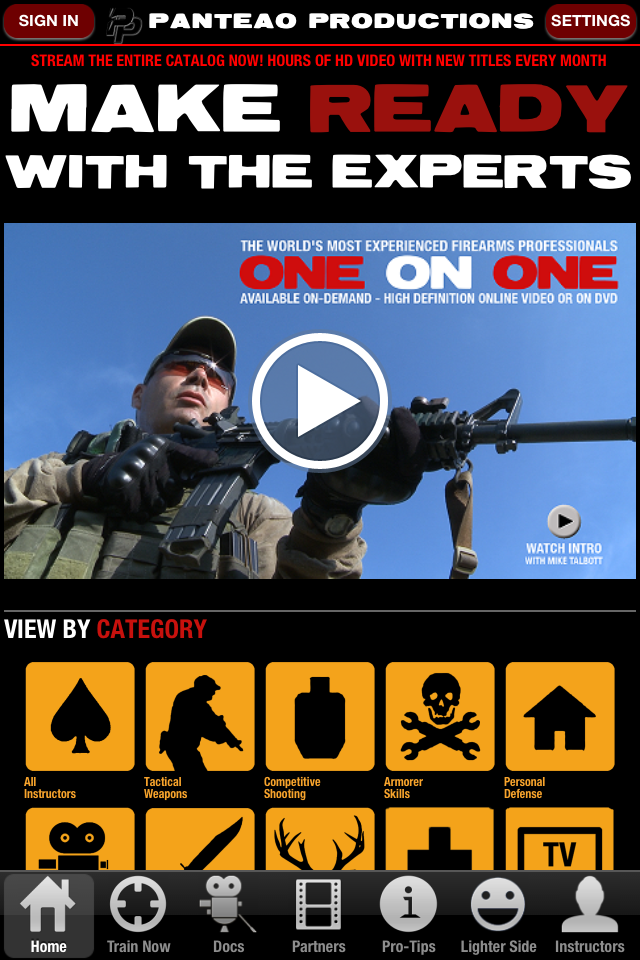 SIGN IN
PANTEAO PRODUCTIONS
SETTINGS
STREAM THE ENTIRE CATALOG NOW! HOURS OF HD VIDEO WITH NEW TITLES EVERY MONTH
MAKE READY
WITH THE EXPERTS
THE WORLD'S MOST EXPERIENCED FIREARMS PROFESSIONALS
ONE ON ONE
AVAILABLE ON-DEMAND - HIGH DEFINITION ONLINE VIDEO OR ON DVD
WATCH INTRO
WITH MIKE TALBOTT
VIEW BY CATEGORY
All
Instructors
Tactical
Weapons
Competitive
Shooting
Armorer
Skills
Personal
Defense
TV
Home
Train Now
Docs
Partners
Pro-Tips
Lighter Side
Instructors